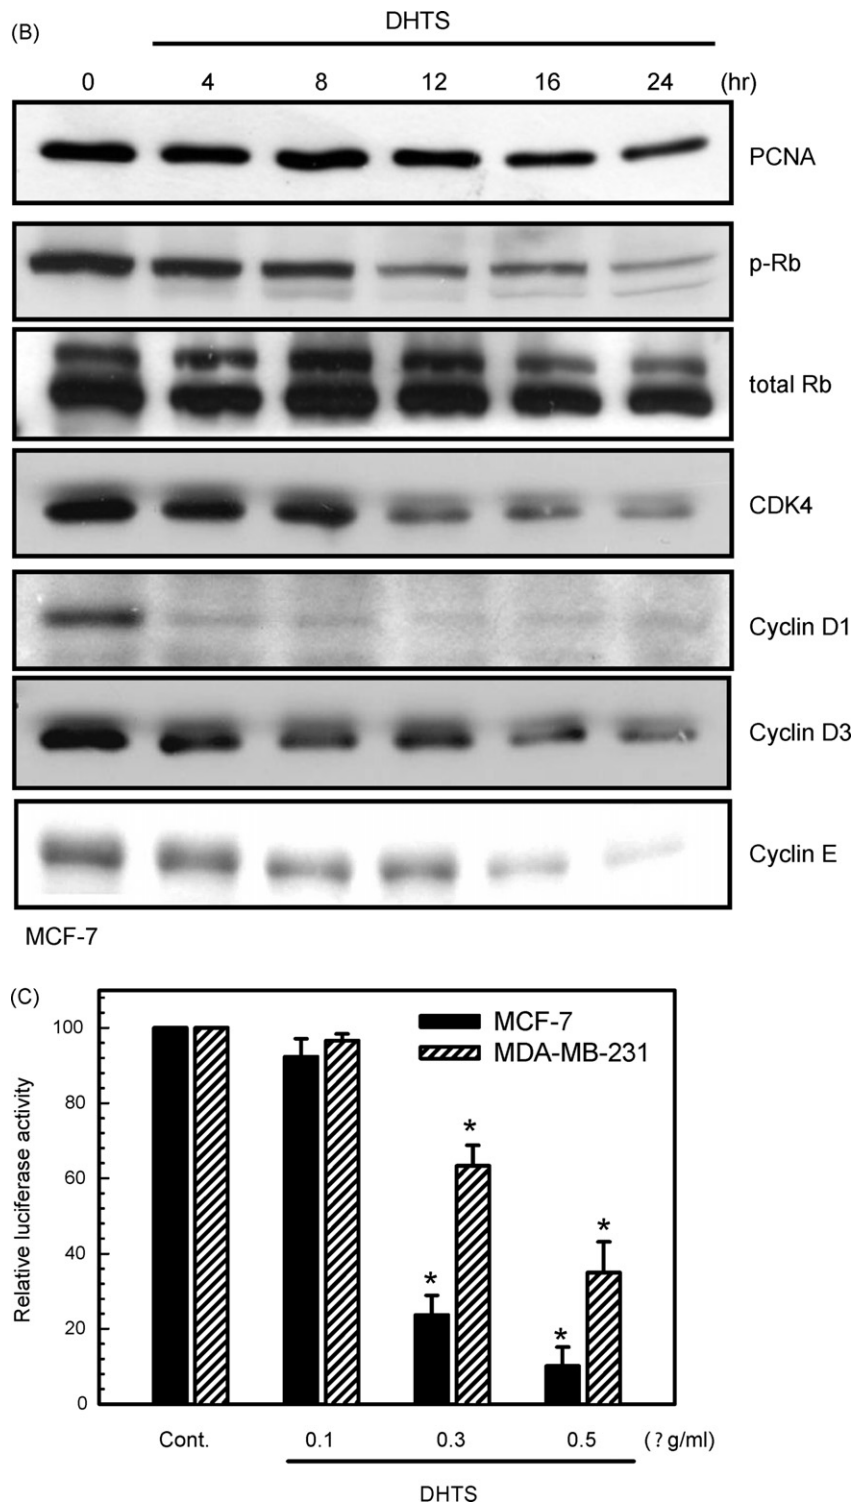 (B)
DHTS
0 4 8 12 16 24 (hr)
PCNA
p-Rb
total Rb
CDK4
Cyclin D1
Cyclin D3
Cyclin E
MCF-7
(C)
MCF-7
MDA-MB-231
Relative luciferase activity
100
80
60
40
20
0
* * * *
Cont. 0.1 0.3 0.5 (?g/ml)
DHTS